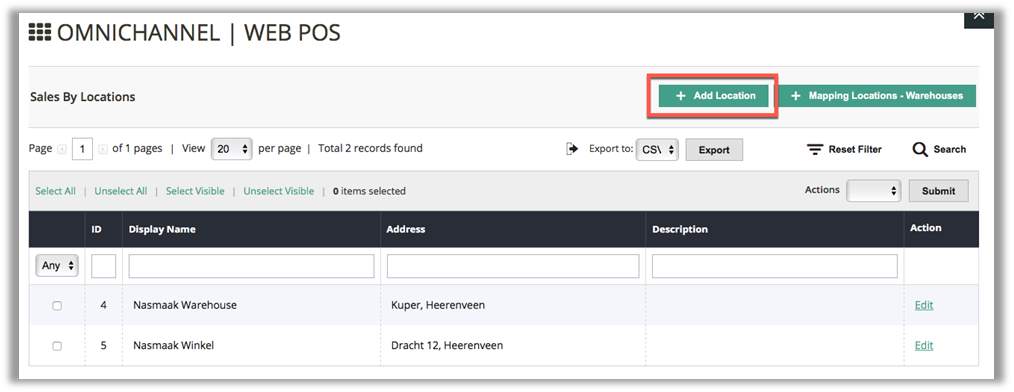 OMNICHANNEL | WEB POS
Sales By Locations
+ Add Location
+ Mapping Locations - Warehouses
Page 1 of 1 pages | View 20 per page | Total 2 records found
Export to: CSV Export
Reset Filter
Search
Select All | Unselect All | Select Visible | Unselect Visible | 0 items selected
Actions Submit
ID Display Name Address Description Action
Any
4 Nasmaak Warehouse Kuper, Heerenveen Edit
5 Nasmaak Winkel Dracht 12, Heerenveen Edit